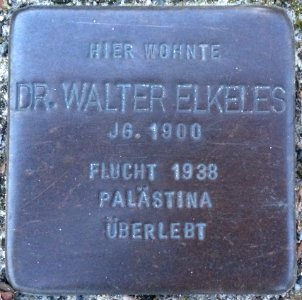 HIER WOHNTE
DR. WALTER ELKELES
JG. 1900
FLUCHT 1938
PALÄSTINA
ÜBERLEBT